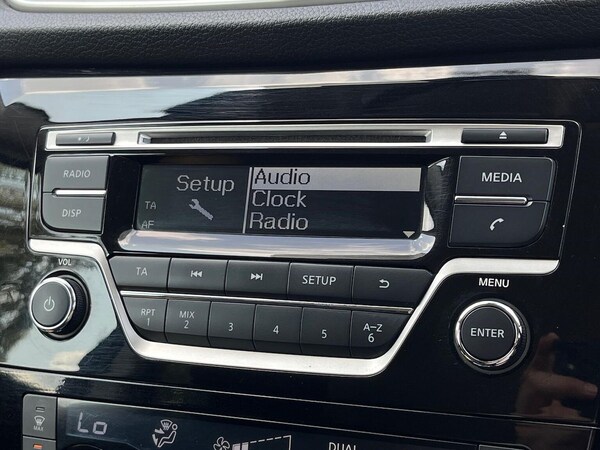 RADIO
DISP
TA
AF
Setup
Audio
Clock
Radio
MEDIA
VOL
TA
SETUP
MENU
RPT
1
MIX
2
3
4
5
A-Z
6
ENTER
MAX
Lo
DUAL